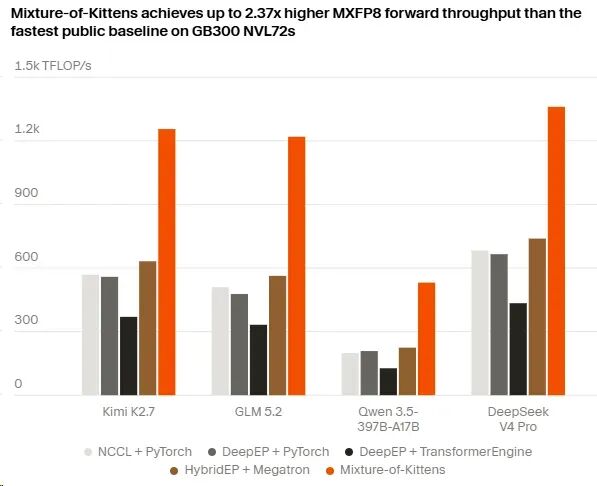 Mixture-of-Kittens achieves up to 2.37x higher MXFP8 forward throughput than the
fastest public baseline on GB300 NVL72s
1.5k TFLOP/s
1.2k
900
600
300
0
Kimi K2.7
GLM 5.2
Qwen 3.5-
397B-A17B
DeepSeek
V4 Pro
NCCL + PyTorch
DeepEP + PyTorch
DeepEP + TransformerEngine
HybridEP + Megatron
Mixture-of-Kittens